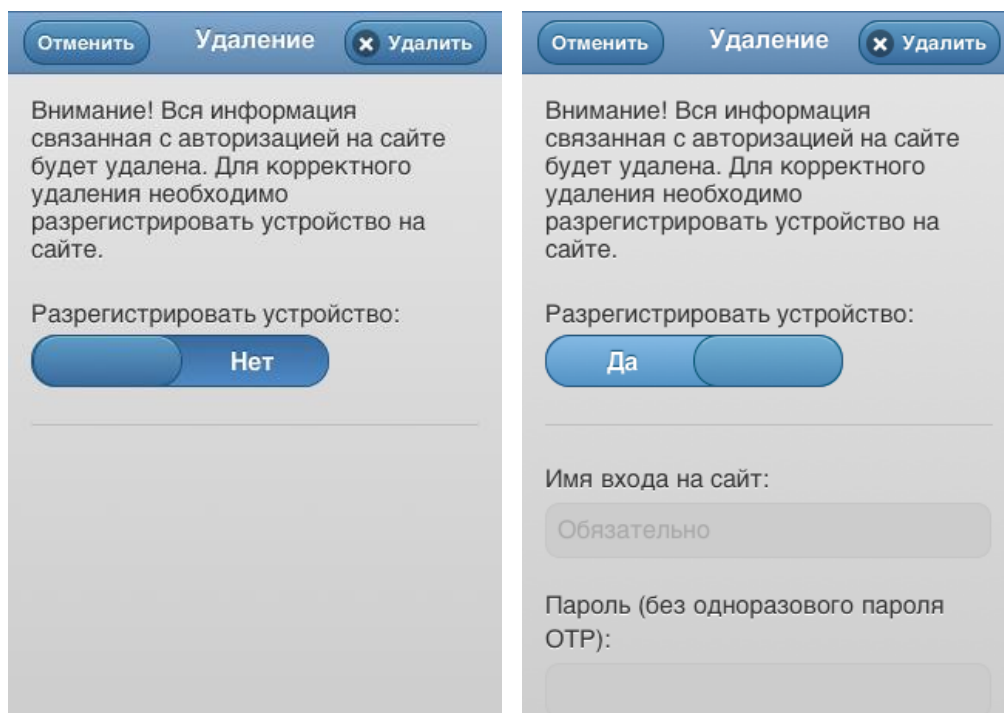 Отменить Удаление Удалить
Внимание! Вся информация
связанная с авторизацией на сайте
будет удалена. Для корректного
удаления необходимо
разрегистрировать устройство на
сайте.
Разрегистрировать устройство:
Нет
Отменить Удаление Удалить
Внимание! Вся информация
связанная с авторизацией на сайте
будет удалена. Для корректного
удаления необходимо
разрегистрировать устройство на
сайте.
Разрегистрировать устройство:
Да
Имя входа на сайт:
Обязательно
Пароль (без одноразового пароля
OTP):